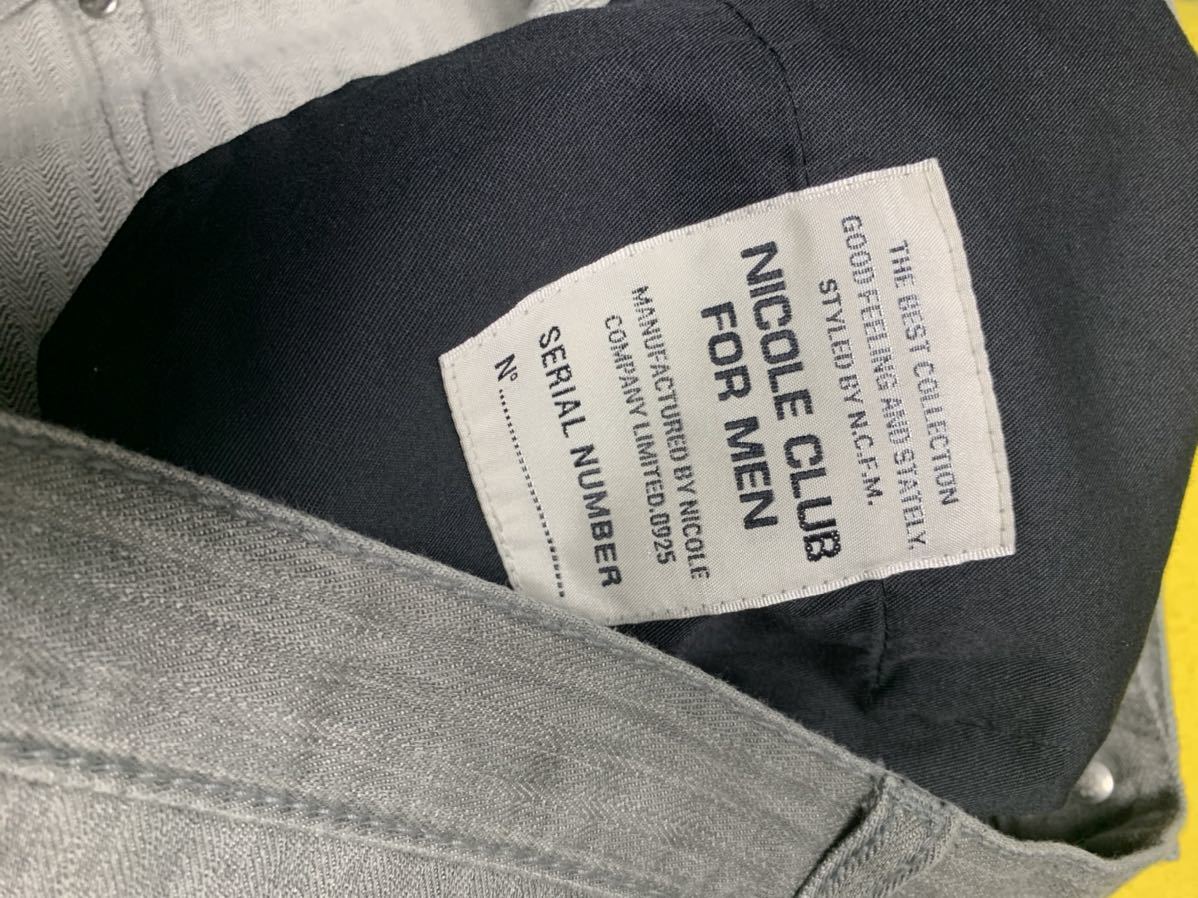 THE BEST COLLECTION
GOOD FEELING AND STATELY.
STYLED BY N.C.F.M.
NICOLE CLUB
FOR MEN
MANUFACTURED BY NICOLE
COMPANY LIMITED.0925
SERIAL NUMBER
Nº....................